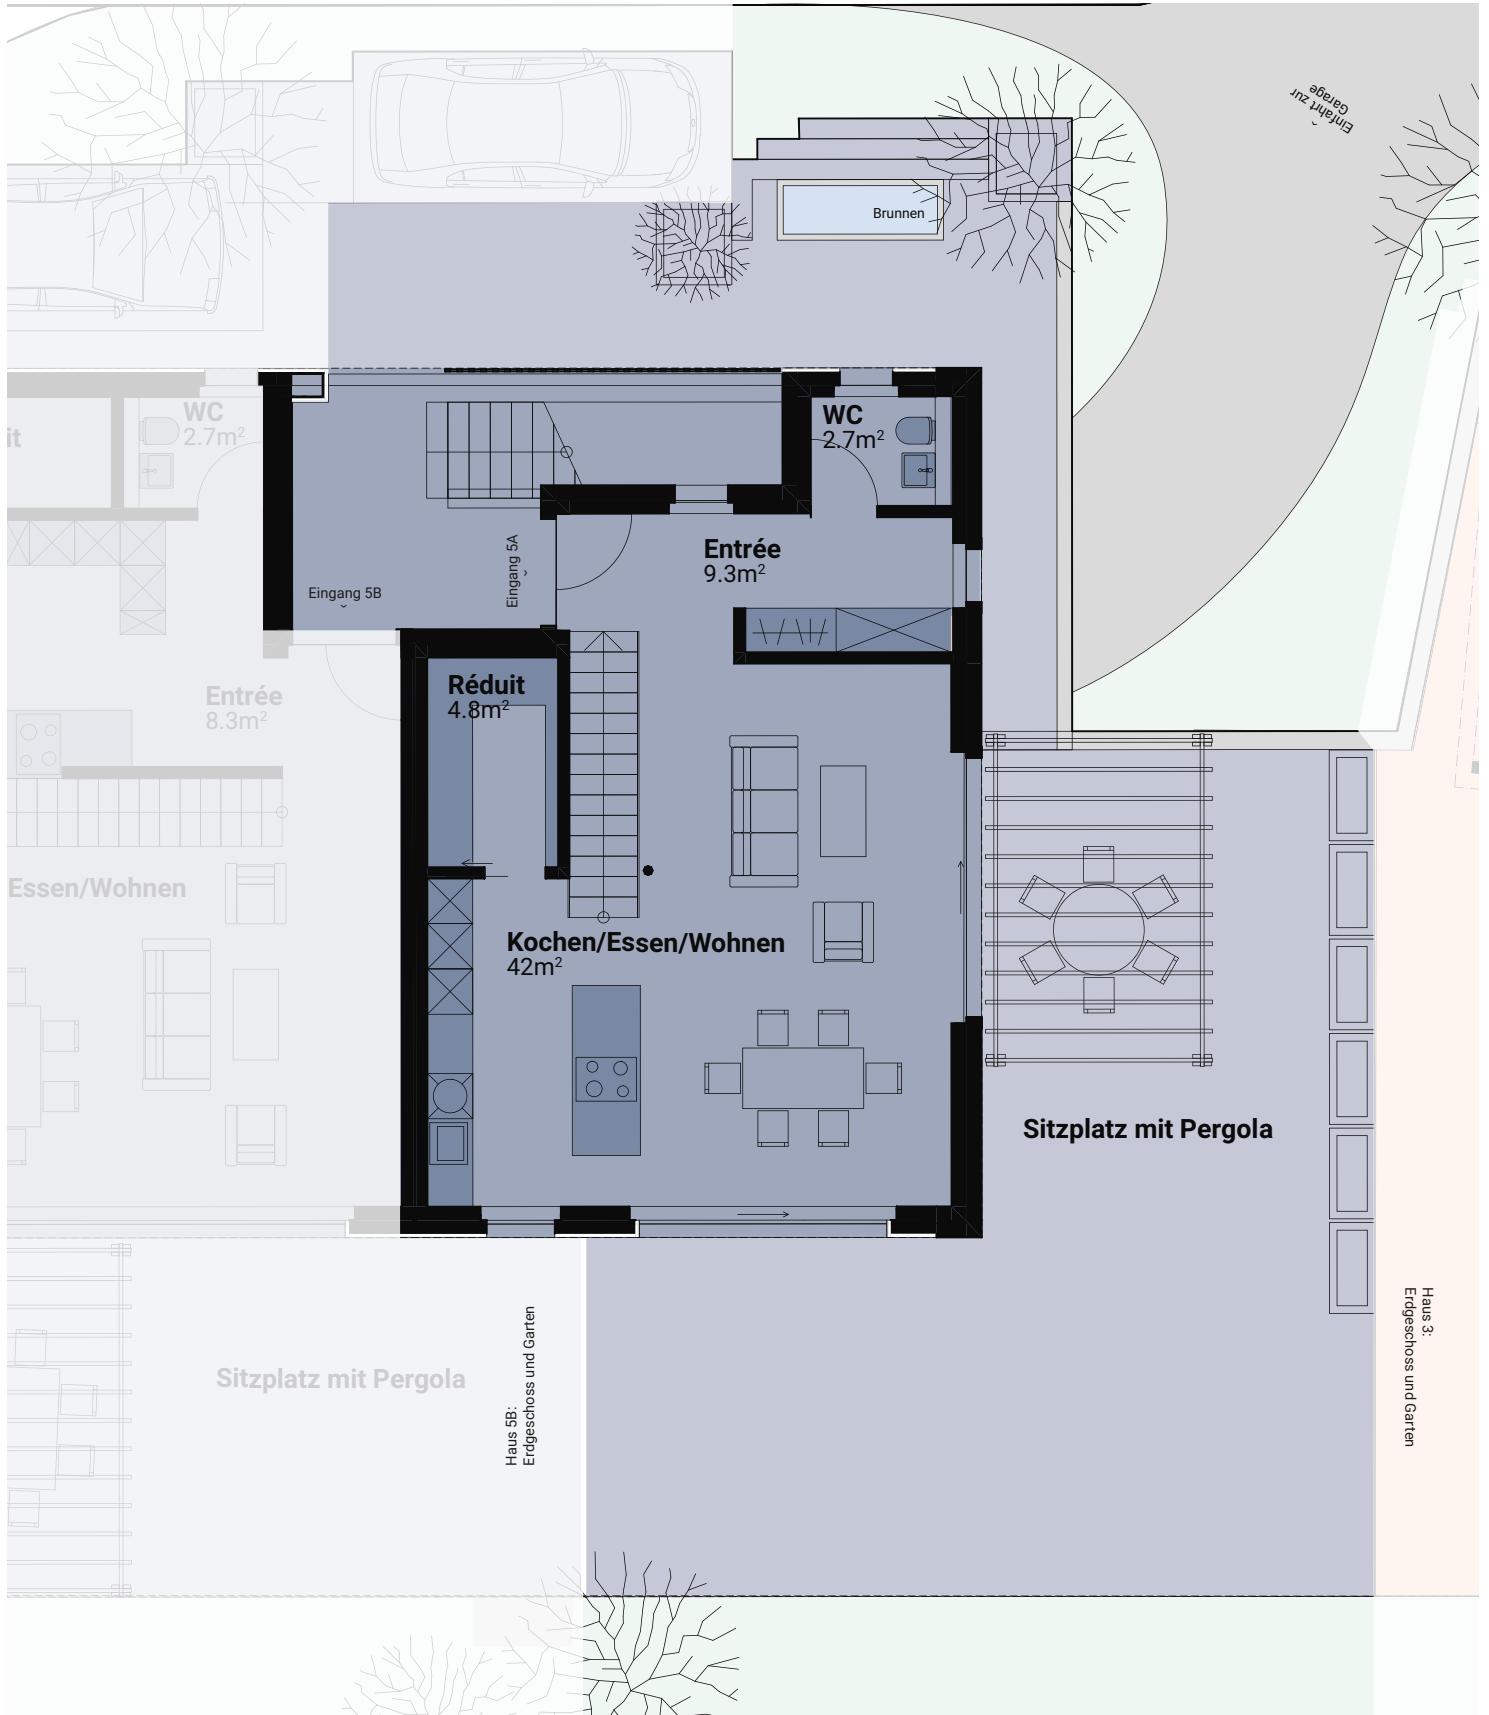 Einfahrt zur
Garage
Brunnen
WC
2.7m²
it
WC
2.7m²
Entrée
9.3m²
Eingang 5A
Eingang 5B
Réduit
4.8m²
Entrée
8.3m²
Essen/Wohnen
Kochen/Essen/Wohnen
42m²
Sitzplatz mit Pergola
Haus 3:
Erdgeschoss und Garten
Haus 5B:
Erdgeschoss und Garten
Sitzplatz mit Pergola